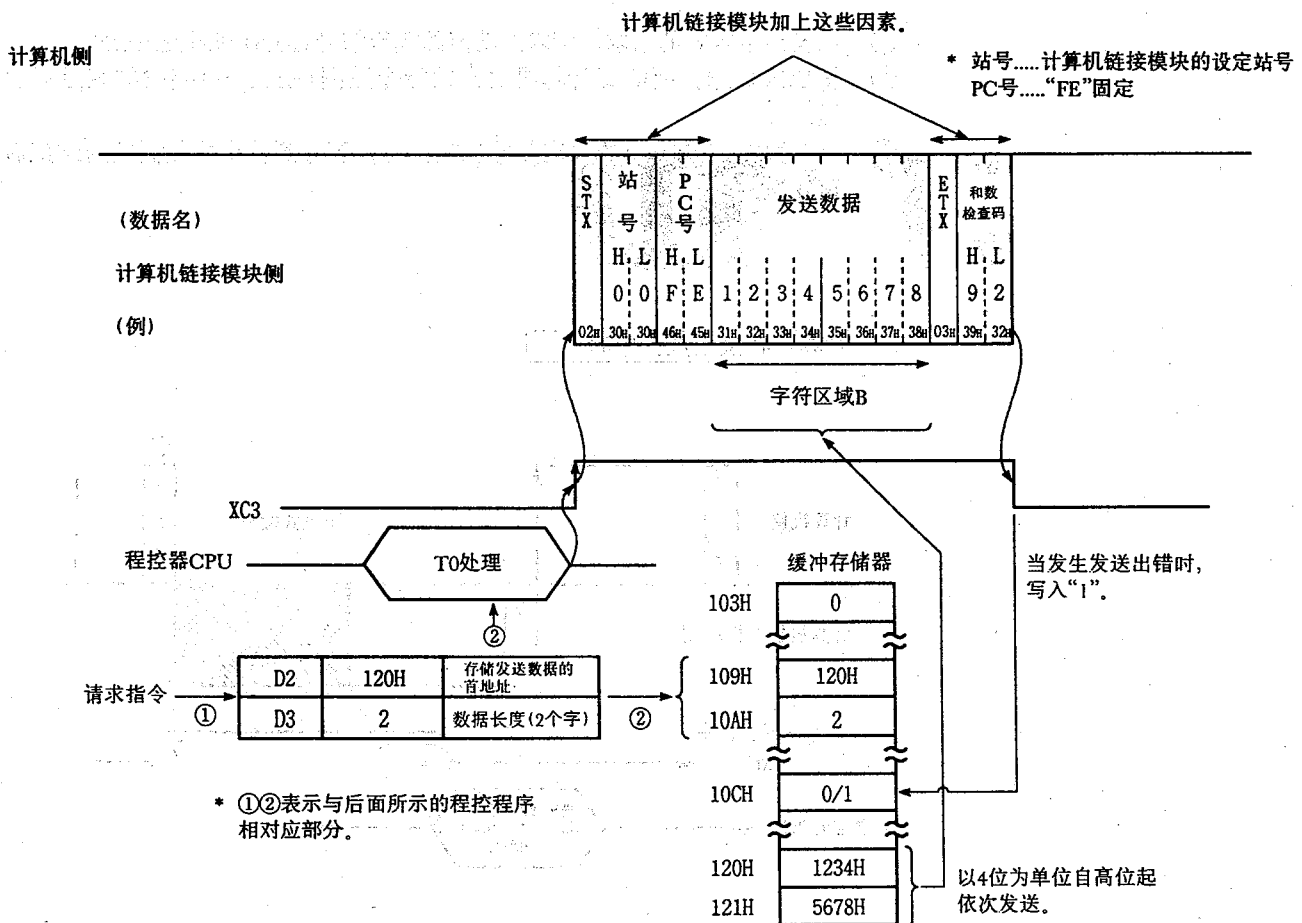 计算机链接模块加上这些因素.
计算机侧
* 站号.....计算机链接模块的设定站号
PC号.....“FE”固定
(数据名)
STX 站号 PC号 发送数据 ETX 和数检查码
计算机链接模块侧
H L H L H L
0 0 F E 1 2 3 4 5 6 7 8 9 2
(例)
02H 30H 30H 46H 45H 31H 32H 33H 34H 35H 36H 37H 38H 03H 39H 32H
字符区域B
XC3
程控器CPU
TO处理
②
缓冲存储器
当发生发送出错时,
写入“1”。
103H 0
请求指令 ①
D2 120H 存储发送数据的首地址
D3 2 数据长度(2个字)
②
109H 120H
10AH 2
10CH 0/1
* ①②表示与后面所示的程控程序
相对应部分。
120H 1234H
121H 5678H
以4位为单位自高位起
依次发送。